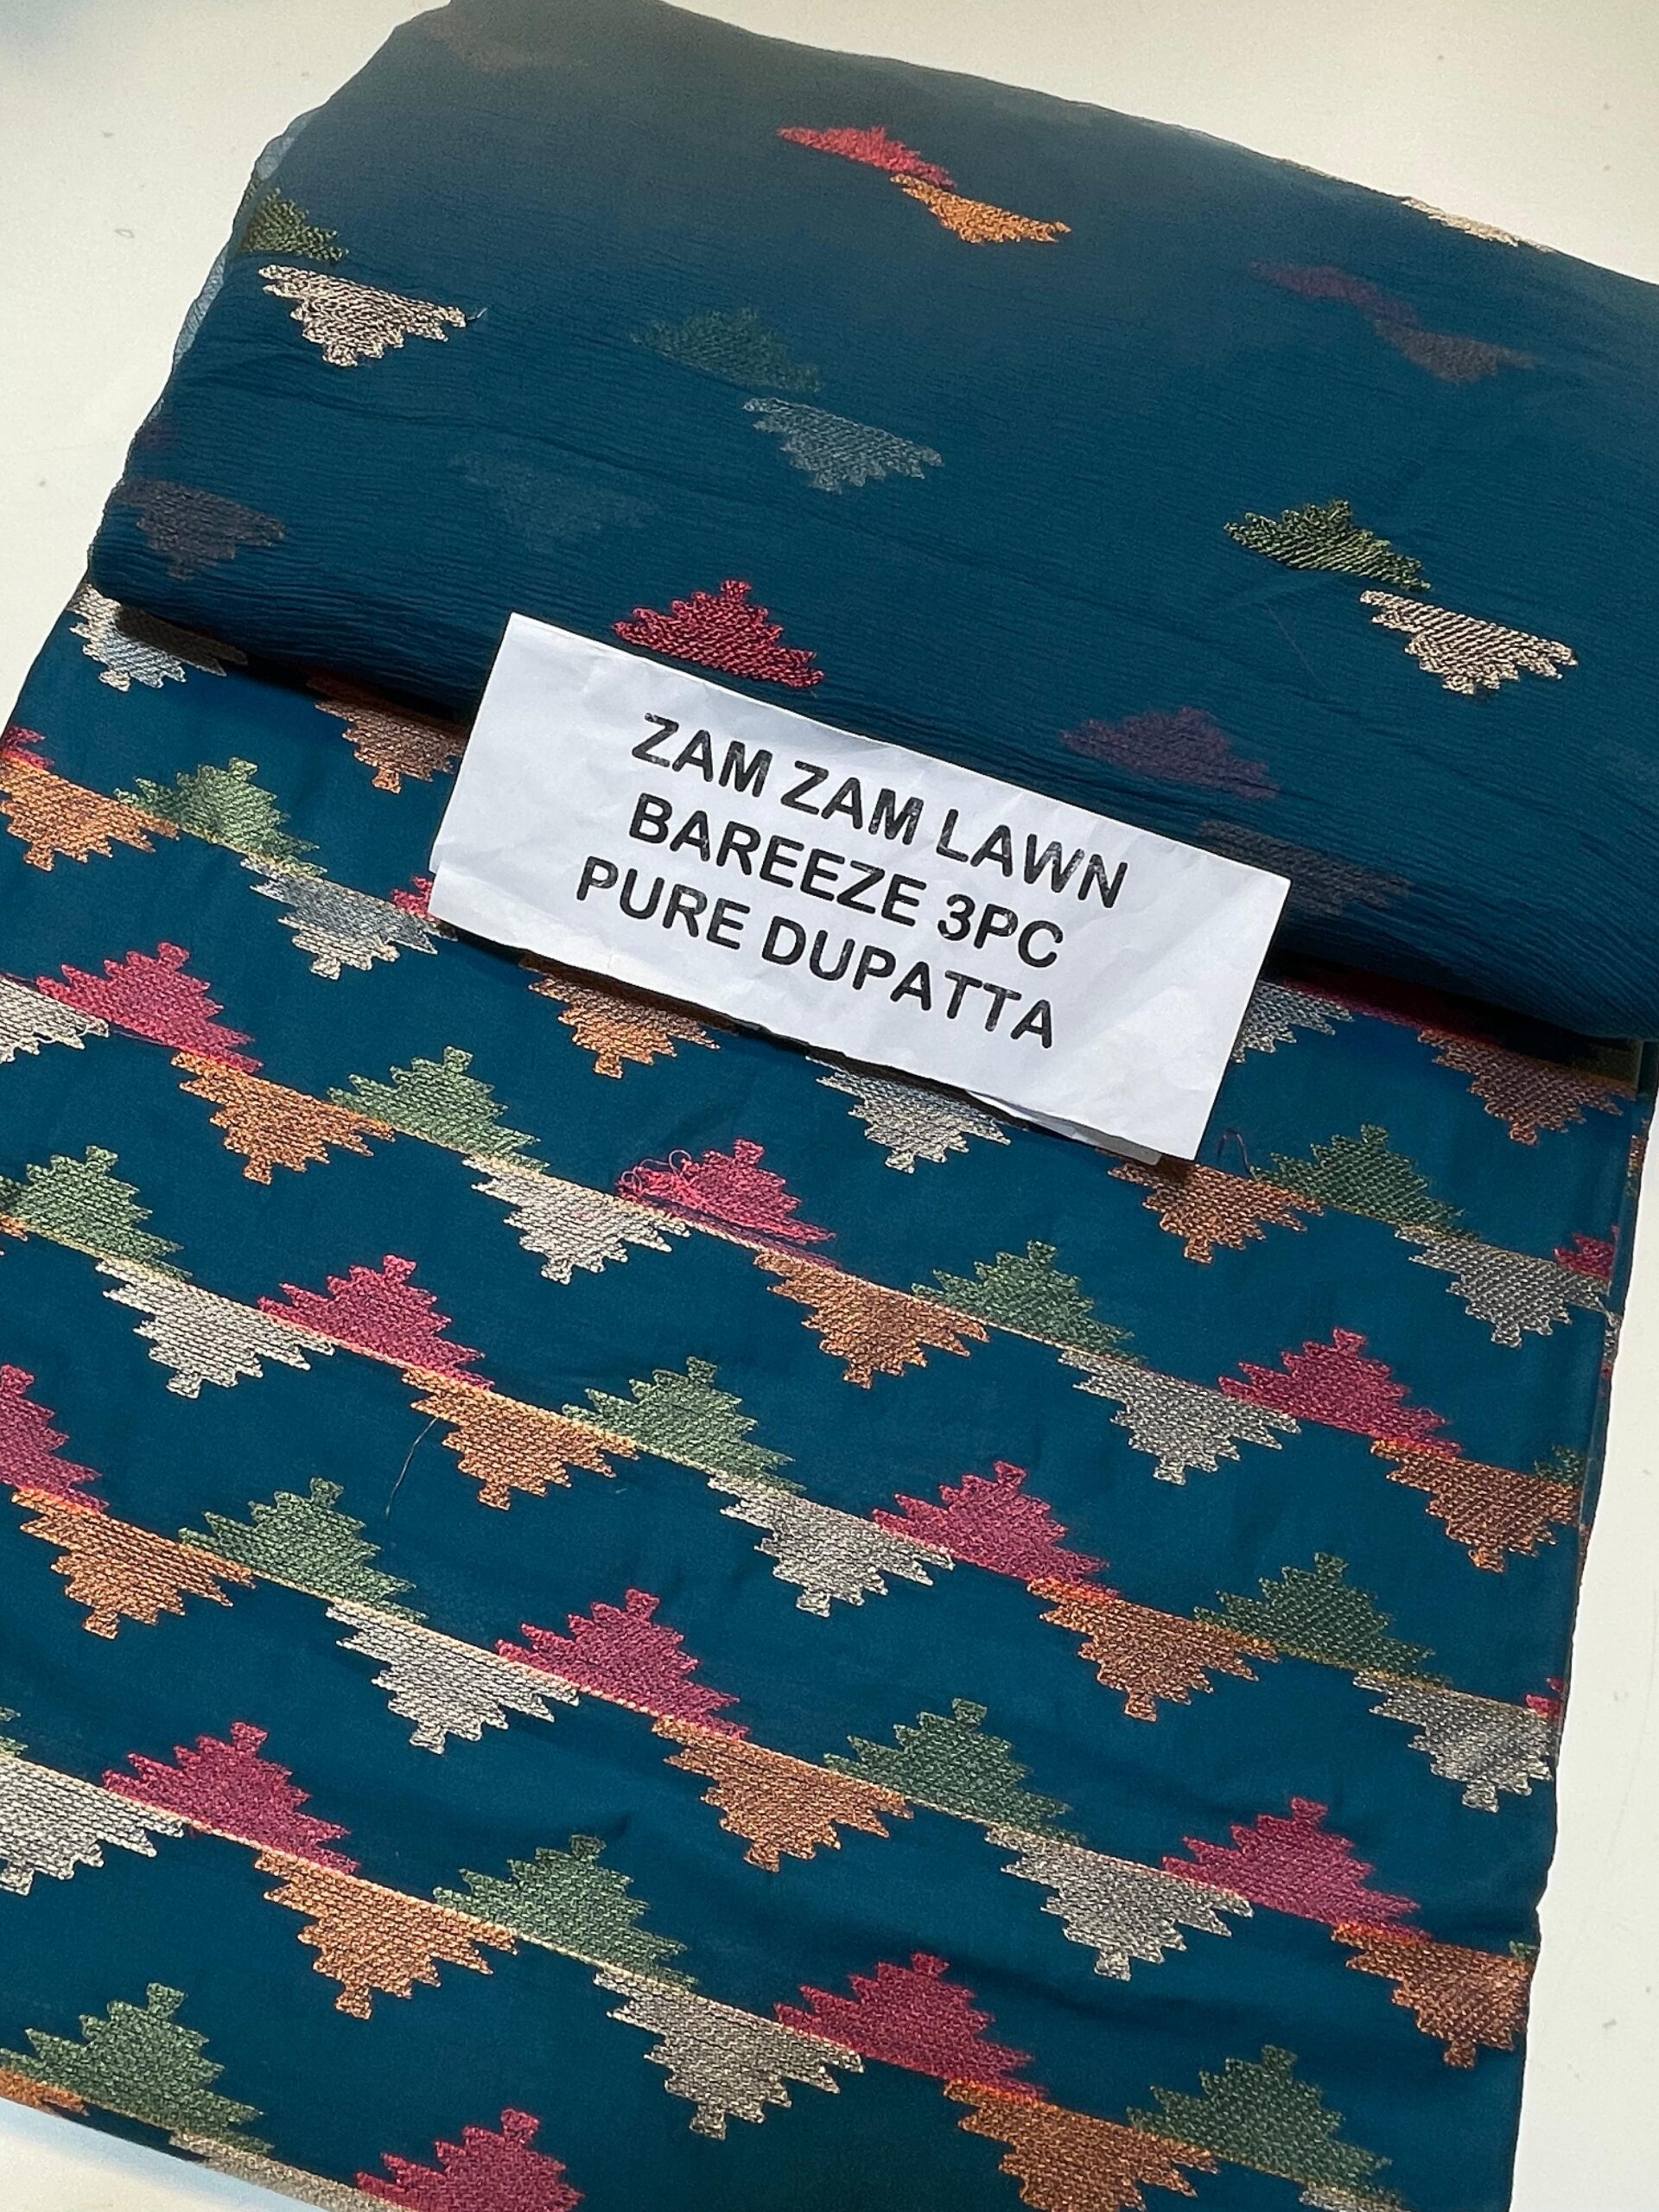 ZAM ZAM LAWN
BAREEZE 3PC
PURE DUPATTA